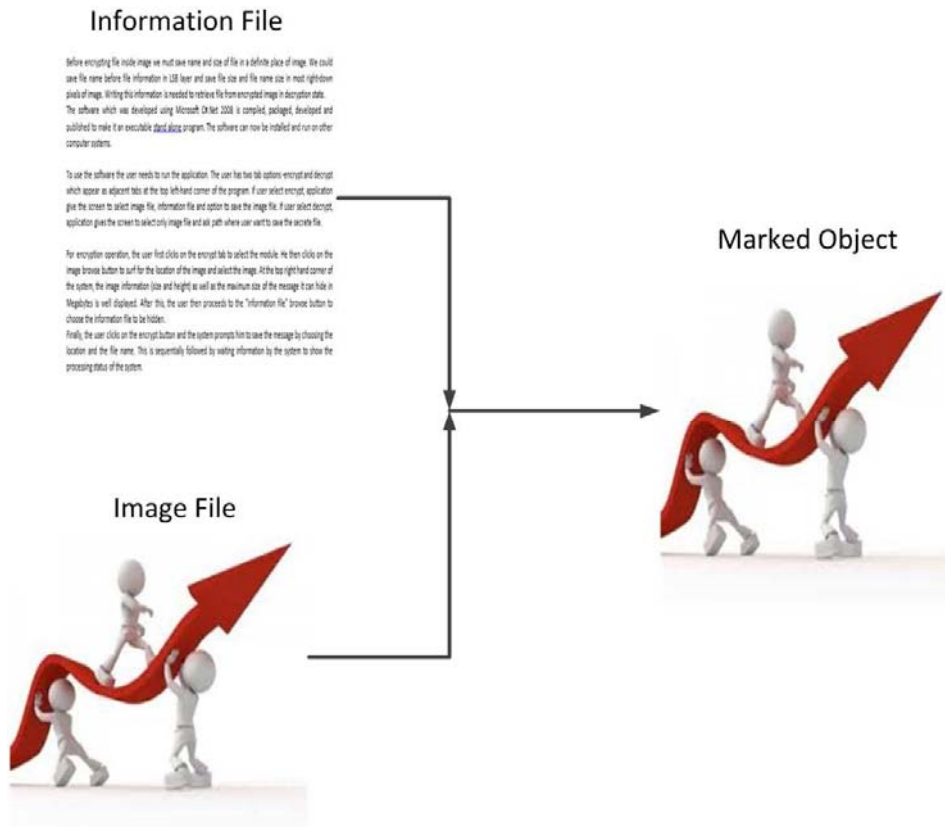 Information File
Before encrypting file inside image we must save name and size of file in a definite place of image. We could
save file name before file information in LSB layer and save file size and file name size in most right-down
pixels of image. Writing this information is needed to retrieve file from encrypted image in decryption state.
The software which was developed using Microsoft C#.Net 2008 is compiled, packaged, developed and
published to make it an executable stand alone program. The software can now be installed and run on other
computer systems.
To use the software the user needs to run the application. The user has two tab options -encrypt and decrypt
which appear as adjacent tabs at the top left-hand corner of the program. If user select encrypt, application
give the screen to select image file, information file and option to save the image file. If user select decrypt,
application gives the screen to select only image file and ask path where user want to save the secrete file.
For encryption operation, the user first clicks on the encrypt tab to select the module. He then clicks on the
image browse button to surf for the location of the image and select the image. At the top right hand corner of
the system, the image information (size and height) as well as the maximum size of the message it can hide in
Megabytes is well displayed. After this, the user then proceeds to the "information file" browse button to
choose the information file to be hidden.
Finally, the user clicks on the encrypt button and the system prompts him to save the message by choosing the
location and the file name. This is sequentially followed by waiting information by the system to show the
processing status of the system.
Marked Object
Image File